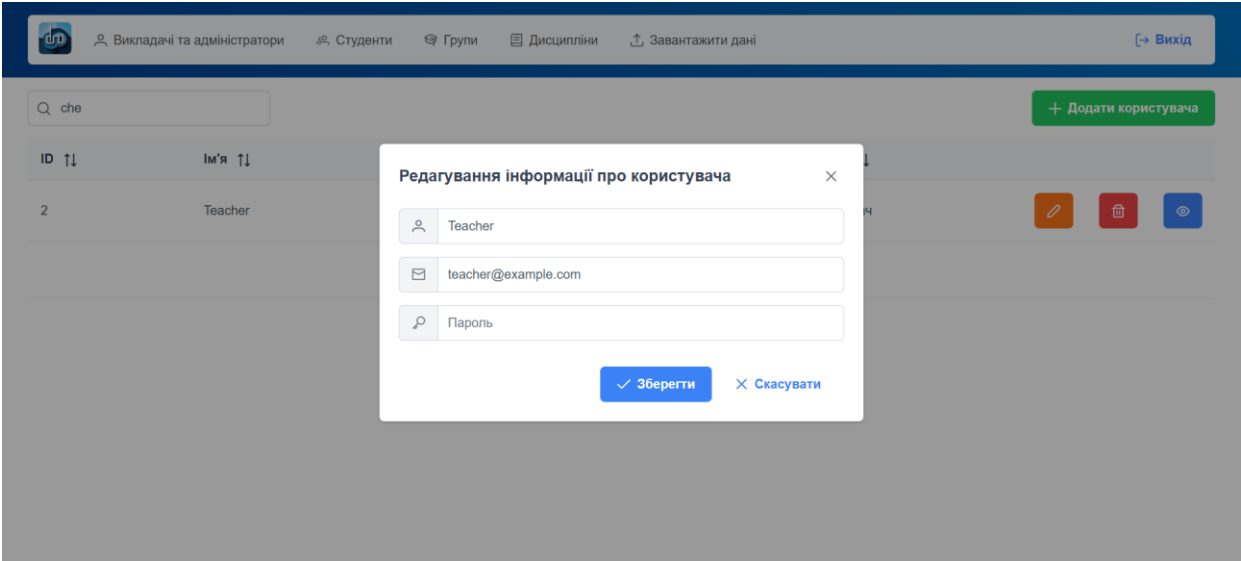 Викладачі та адміністратори Студенти Групи Дисципліни Завантажити дані Вихід
che Додати користувача
ID Ім'я
Редагування інформації про користувача
2 Teacher
Teacher
teacher@example.com
Пароль
Зберегти Скасувати